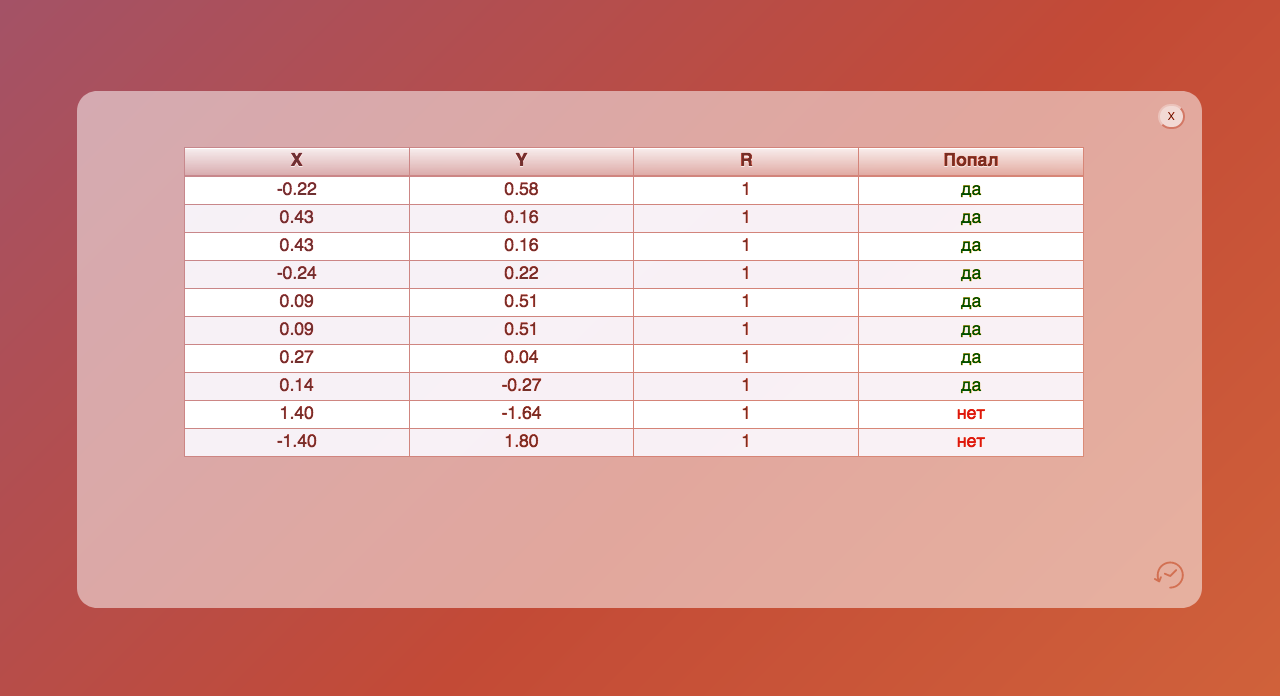 x
X Y R Попал
-0.22 0.58 1 да
0.43 0.16 1 да
0.43 0.16 1 да
-0.24 0.22 1 да
0.09 0.51 1 да
0.09 0.51 1 да
0.27 0.04 1 да
0.14 -0.27 1 да
1.40 -1.64 1 нет
-1.40 1.80 1 нет